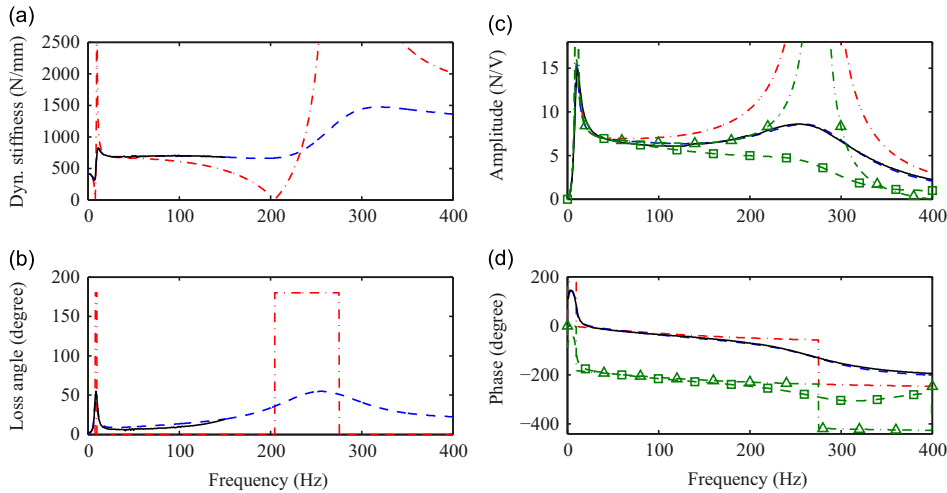 (a)
Dyn. stiffness (N/mm)
2500
2000
1500
1000
500
0
0 100 200 300 400
(b)
Loss angle (degree)
200
150
100
50
0
0 100 200 300 400
Frequency (Hz)
(c)
Amplitude (N/V)
15
10
5
0
0 100 200 300 400
(d)
Phase (degree)
200
0
−200
−400
0 100 200 300 400
Frequency (Hz)